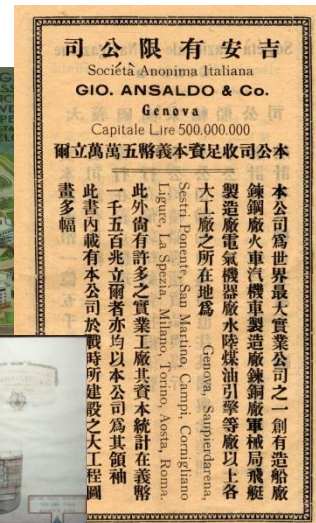 吉安有限公司
Società Anonima Italiana
GIO. ANSALDO & Co.
Genova
Capitale Lire 500.000.000
本公司收足資本義幣五萬萬立爾
本公司爲世界最大實業公司之一創有造船廠
鍊鋼廠火車汽機車製造廠鍊銅廠軍械局飛艇
製造廠電氣機器廠水陸煤油引擎等廠以上各
大工廠之所在地爲 Genova, Sanpierdarena,
Sestri Ponente, San Martino, Campi, Cornigliano
Ligure, La Spezia, Milano, Torino, Aosta, Roma.
此外尙有許多之實業工廠其資本統計在義幣
一千五百兆立爾者亦均以本公司爲其領袖
此書內載有本公司於戰時所建設之大工程圖
畫多幅